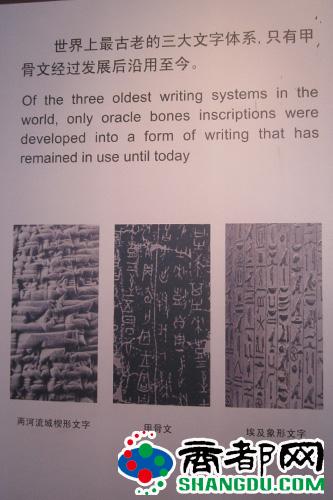 世界上最古老的三大文字体系,只有甲
骨文经过发展后沿用至今。
Of the three oldest writing systems in the
world, only oracle bones inscriptions were
developed into a form of writing that has
remained in use until today
两河流域楔形文字
甲骨文
埃及象形文字
商都网
SHANGDU.COM